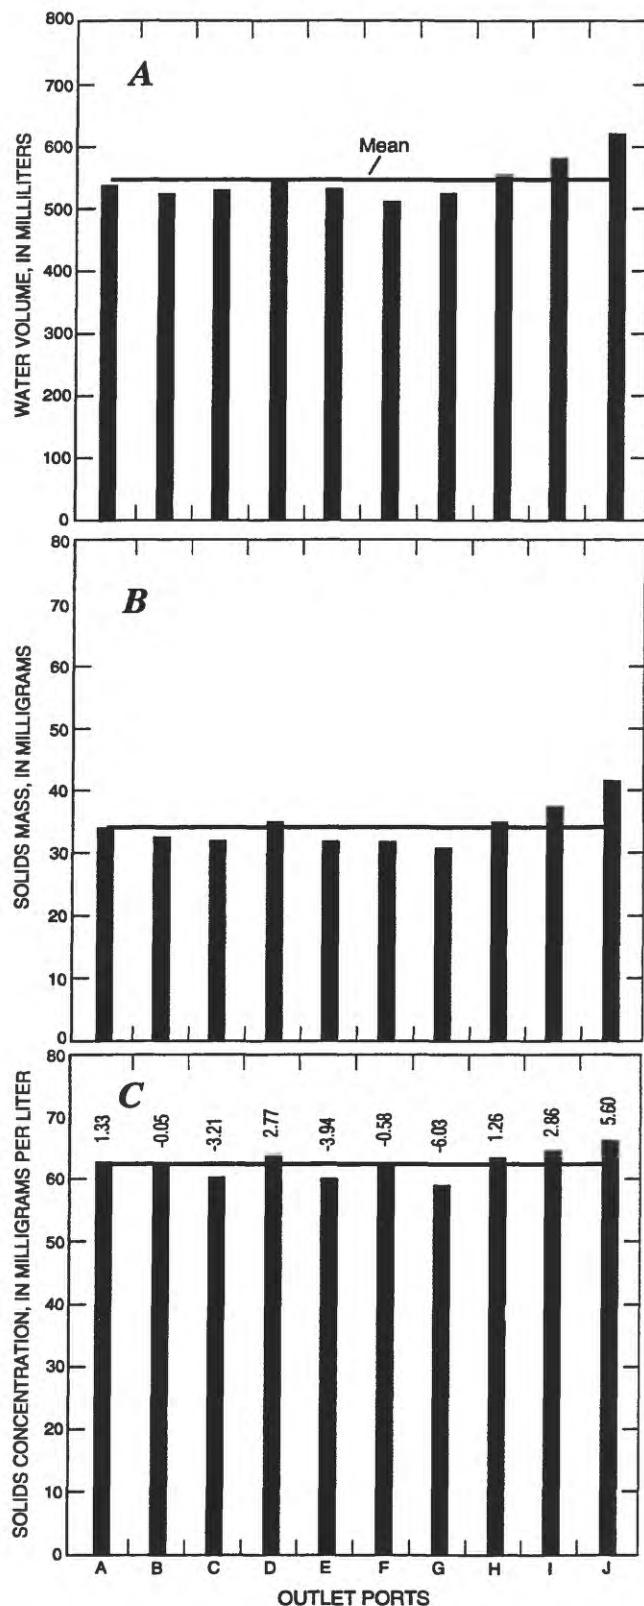 A
Mean
WATER VOLUME, IN MILLILITERS
800
700
600
500
400
300
200
100
0
B
SOLIDS MASS, IN MILLIGRAMS
80
70
60
50
40
30
20
10
0
C
SOLIDS CONCENTRATION, IN MILLIGRAMS PER LITER
80
70
60
50
40
30
20
10
0
1.33 -0.05 -3.21 2.77 -3.94 -0.58 -6.03 1.26 2.86 5.60
A B C D E F G H I J
OUTLET PORTS